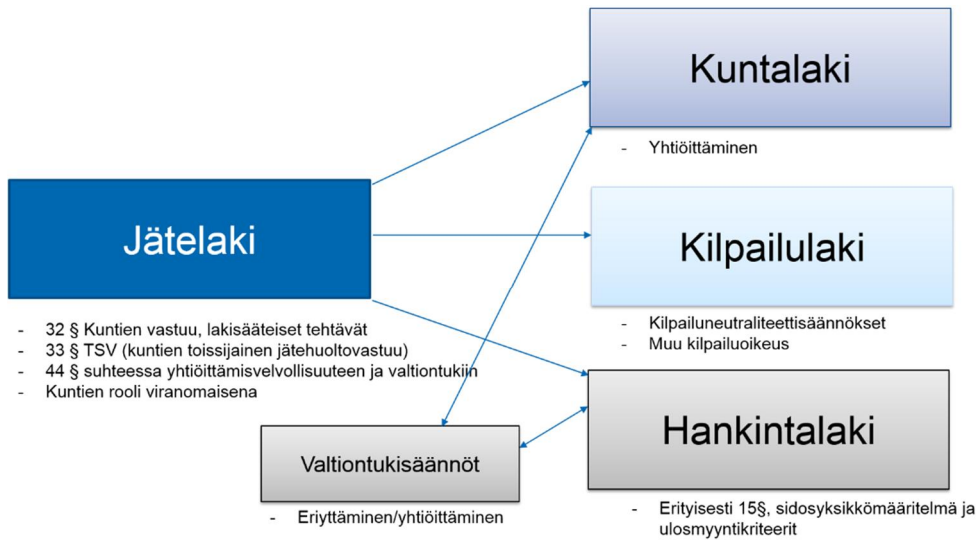 Kuntalaki
- Yhtiöittäminen
Jätelaki
- 32 § Kuntien vastuu, lakisääteiset tehtävät
- 33 § TSV (kuntien toissijainen jätehuoltovastuu)
- 44 § suhteessa yhtiöittämisvelvollisuuteen ja valtiontukiin
- Kuntien rooli viranomaisena
Kilpailulaki
- Kilpailuneutraliteettisäännökset
- Muu kilpailuoikeus
Valtiontukisäännöt
- Eriyttäminen/yhtiöittäminen
Hankintalaki
- Erityisesti 15§, sidosyksikkömääritelmä ja
ulosmyyntikriteerit